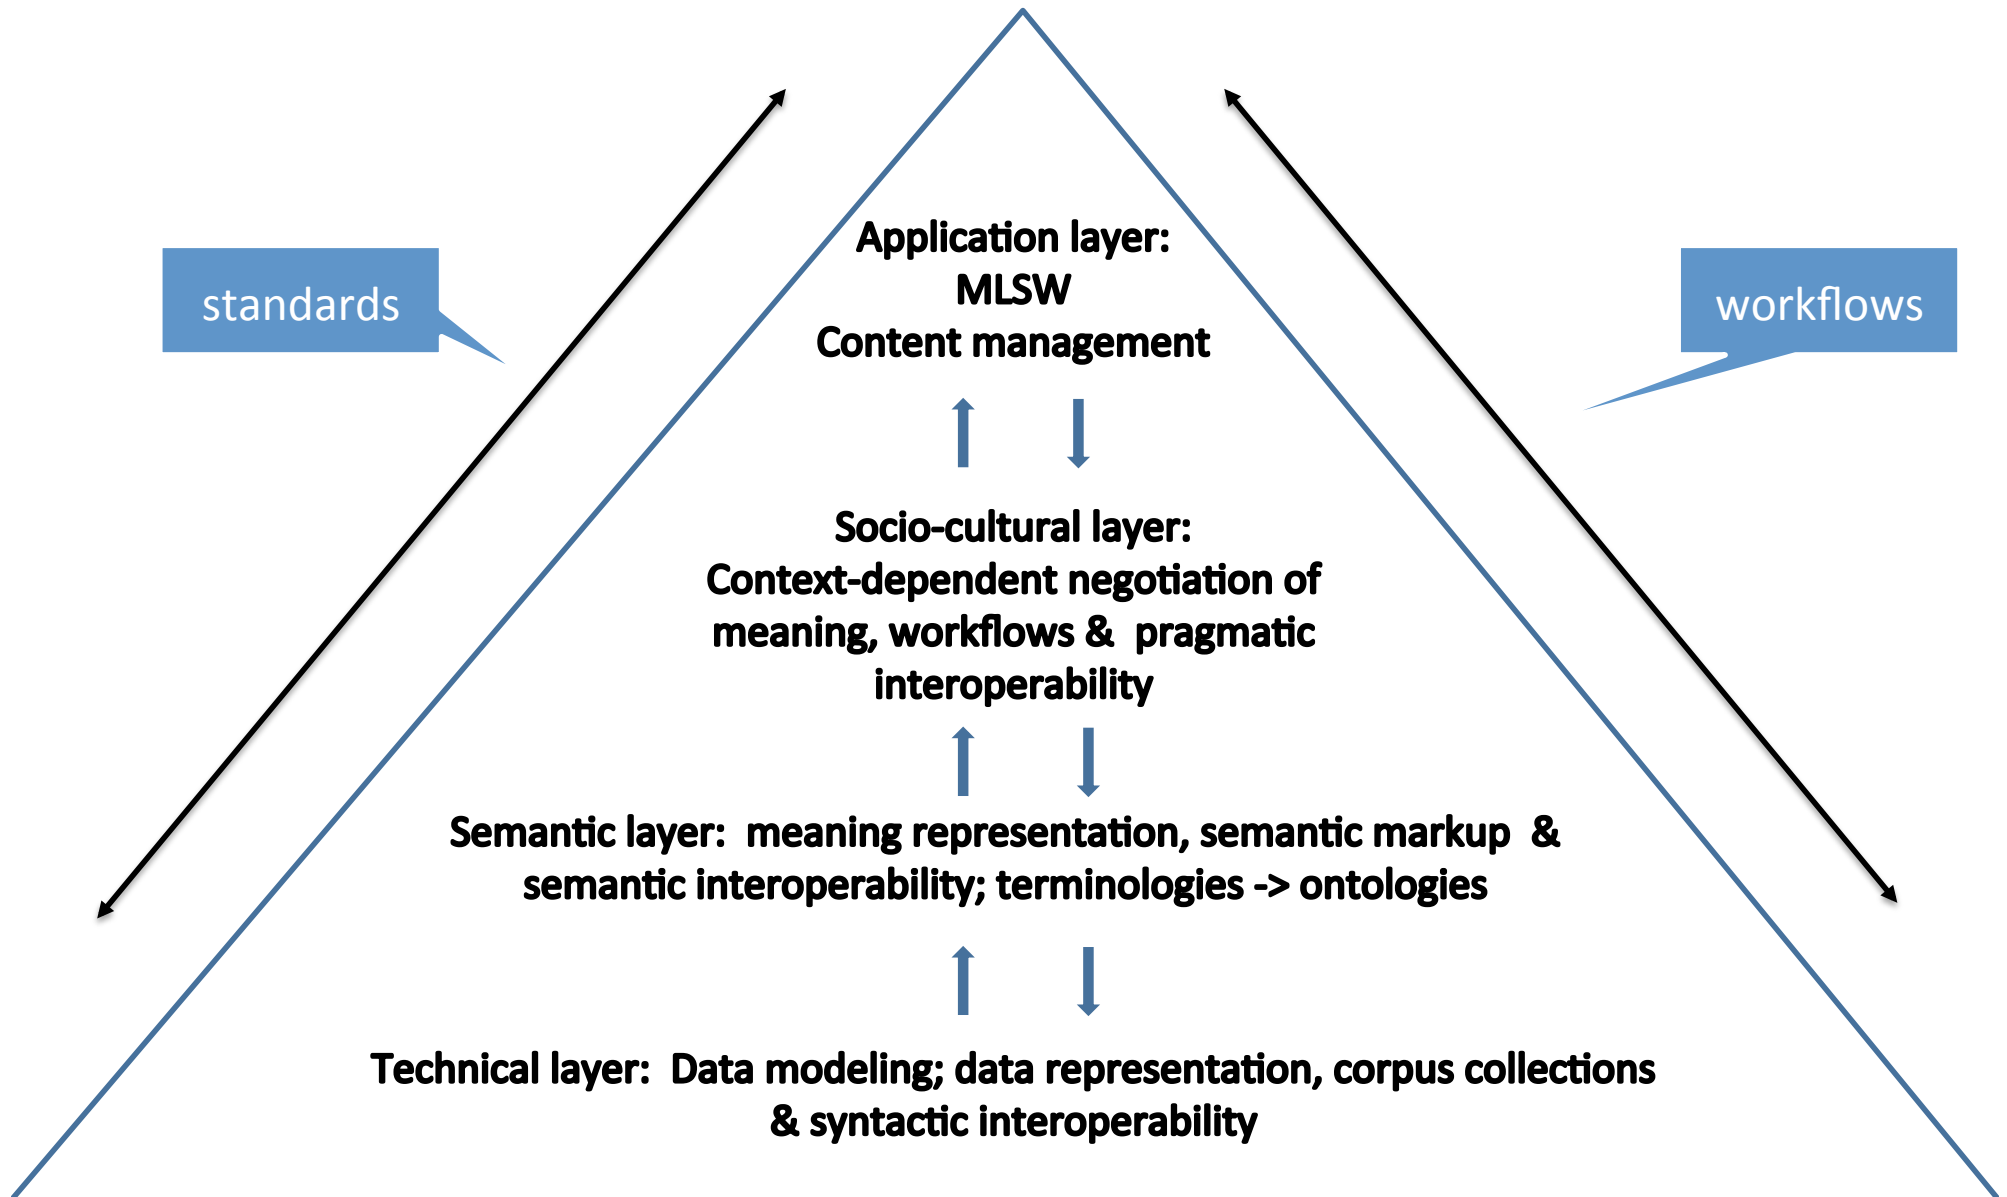 Application layer:
MLSW
Content management
standards
workflows
Socio-cultural layer:
Context-dependent negotiation of
meaning, workflows & pragmatic
interoperability
Semantic layer: meaning representation, semantic markup &
semantic interoperability; terminologies -> ontologies
Technical layer: Data modeling; data representation, corpus collections
& syntactic interoperability